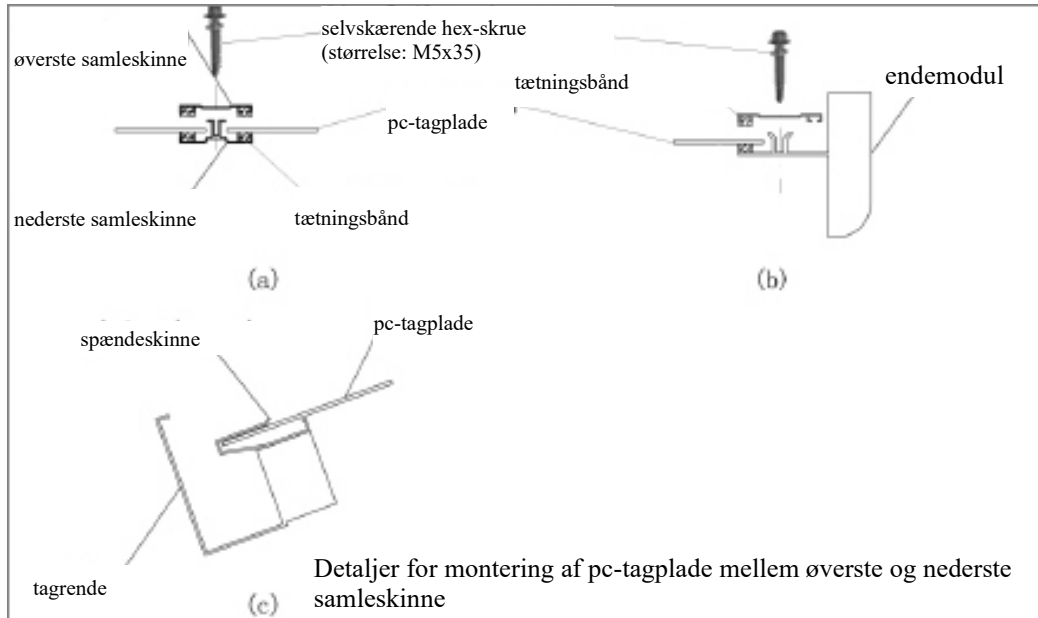 selvskærende hex-skrue
(størrelse: M5x35)
øverste samleskinne
tætningsbånd
endemodul
pc-tagplade
nederste samleskinne
tætningsbånd
(a)
(b)
spændeskinne
pc-tagplade
tagrende
(c)
Detaljer for montering af pc-tagplade mellem øverste og nederste
samleskinne